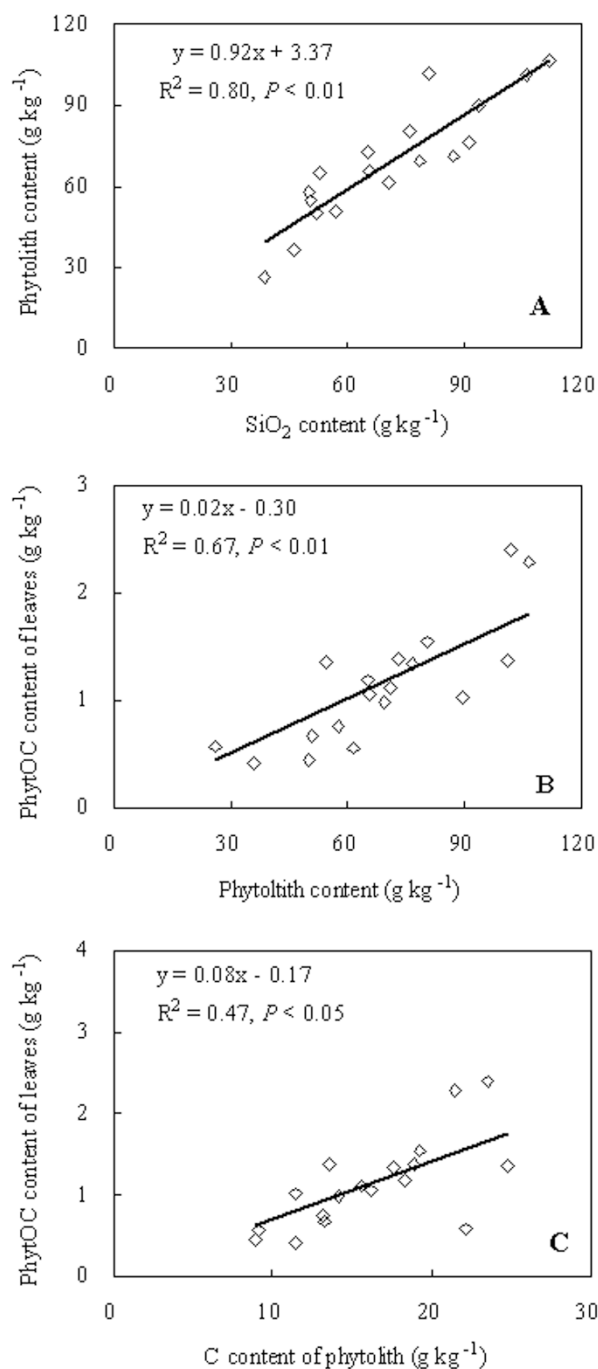 120
y = 0.92x + 3.37
R² = 0.80, P < 0.01
90
60
30
0
Phytolith content (g kg⁻¹)
A
0 30 60 90 120
SiO₂ content (g kg⁻¹)
3
y = 0.02x - 0.30
R² = 0.67, P < 0.01
2
1
0
PhytOC content of leaves (g kg⁻¹)
B
0 30 60 90 120
Phytoltith content (g kg⁻¹)
4
y = 0.08x - 0.17
R² = 0.47, P < 0.05
3
2
1
0
PhytOC content of leaves (g kg⁻¹)
C
0 10 20 30
C content of phytolith (g kg⁻¹)